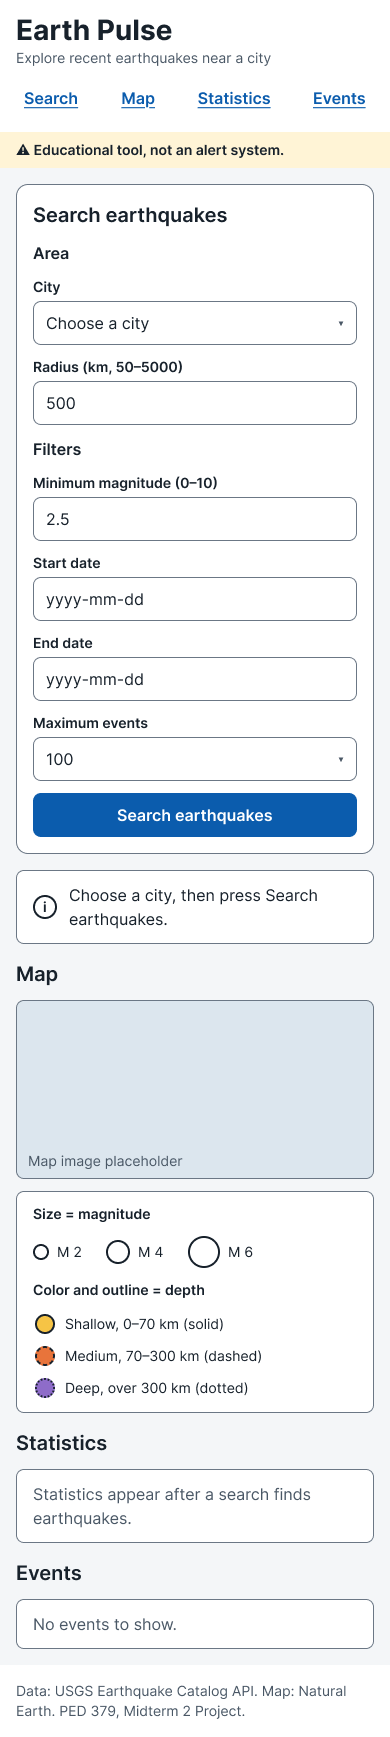 Earth Pulse
Explore recent earthquakes near a city
Search Map Statistics Events
⚠ Educational tool, not an alert system.
Search earthquakes
Area
City
Choose a city ▾
Radius (km, 50–5000)
500
Filters
Minimum magnitude (0–10)
2.5
Start date
yyyy-mm-dd
End date
yyyy-mm-dd
Maximum events
100 ▾
Search earthquakes
i
Choose a city, then press Search
earthquakes.
Map
Map image placeholder
Size = magnitude
M 2 M 4 M 6
Color and outline = depth
Shallow, 0–70 km (solid)
Medium, 70–300 km (dashed)
Deep, over 300 km (dotted)
Statistics
Statistics appear after a search finds
earthquakes.
Events
No events to show.
Data: USGS Earthquake Catalog API. Map: Natural
Earth. PED 379, Midterm 2 Project.